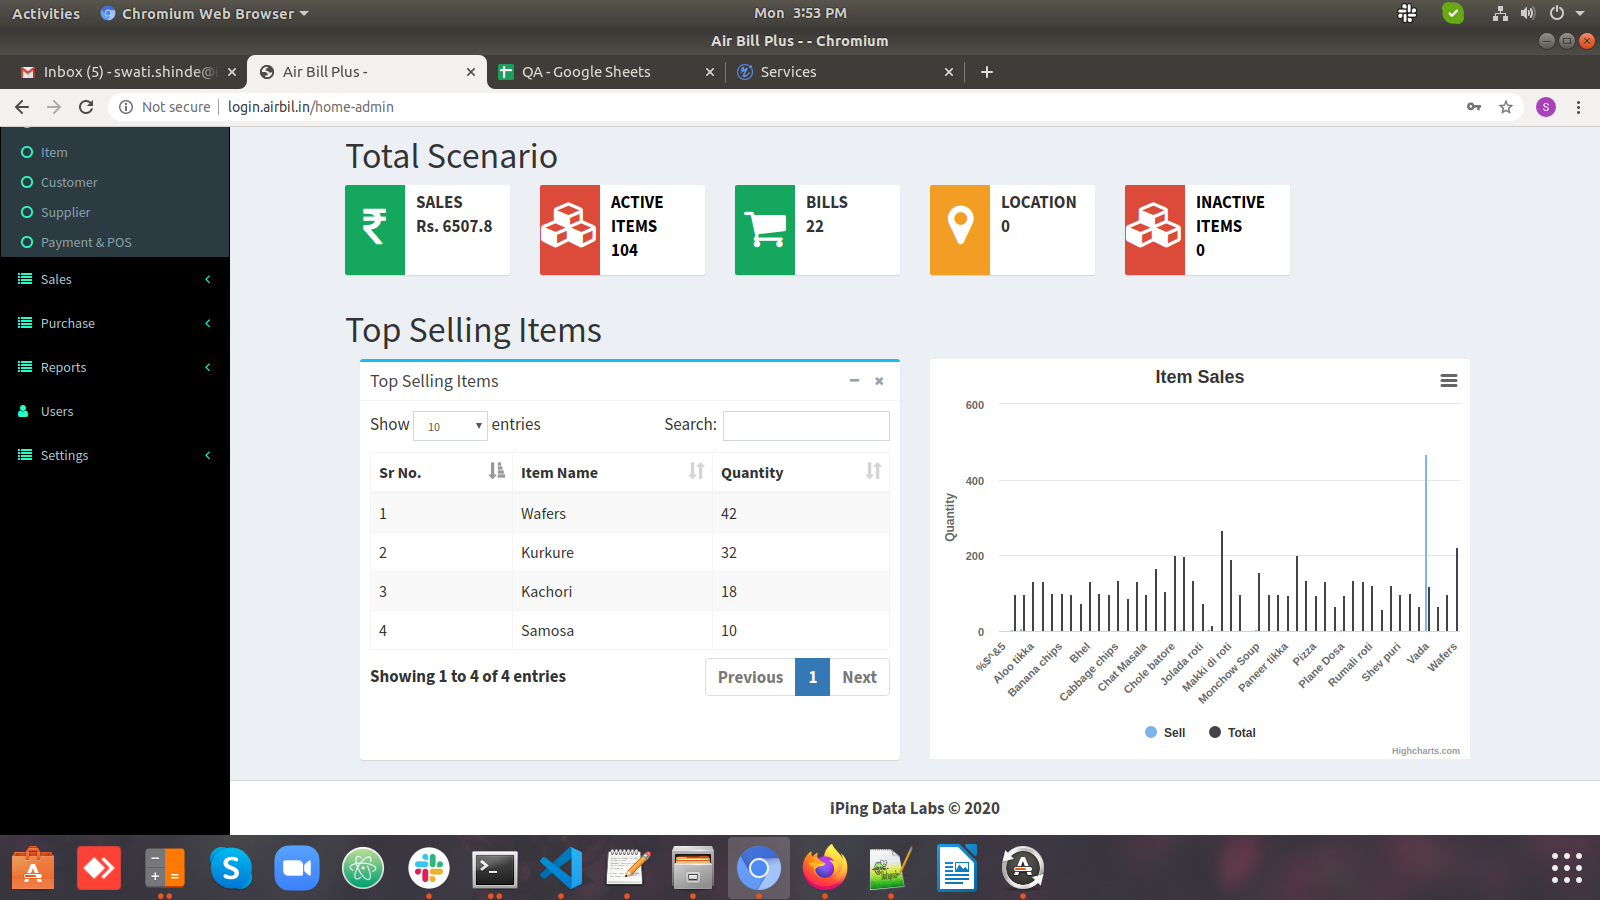 Activities Chromium Web Browser Mon 3:53 PM
Air Bill Plus - - Chromium
Inbox (5) - swati.shinde@ Air Bill Plus - QA - Google Sheets Services
Not secure login.airbil.in/home-admin S
Item
Customer
Supplier
Payment & POS
Sales
Purchase
Reports
Users
Settings
Total Scenario
SALES
Rs. 6507.8
ACTIVE
ITEMS
104
BILLS
22
LOCATION
0
INACTIVE
ITEMS
0
Top Selling Items
Top Selling Items
Show 10 entries Search:
Sr No. Item Name Quantity
1 Wafers 42
2 Kurkure 32
3 Kachori 18
4 Samosa 10
Showing 1 to 4 of 4 entries Previous 1 Next
Item Sales
Quantity
600
400
200
0
%$^&5
Aloo tikka
Banana chips
Bhel
Cabbage chips
Chat Masala
Chole batore
Jolada roti
Makki di roti
Monchow Soup
Paneer tikka
Pizza
Plane Dosa
Rumali roti
Shev puri
Vada
Wafers
Sell Total
Highcharts.com
iPing Data Labs © 2020